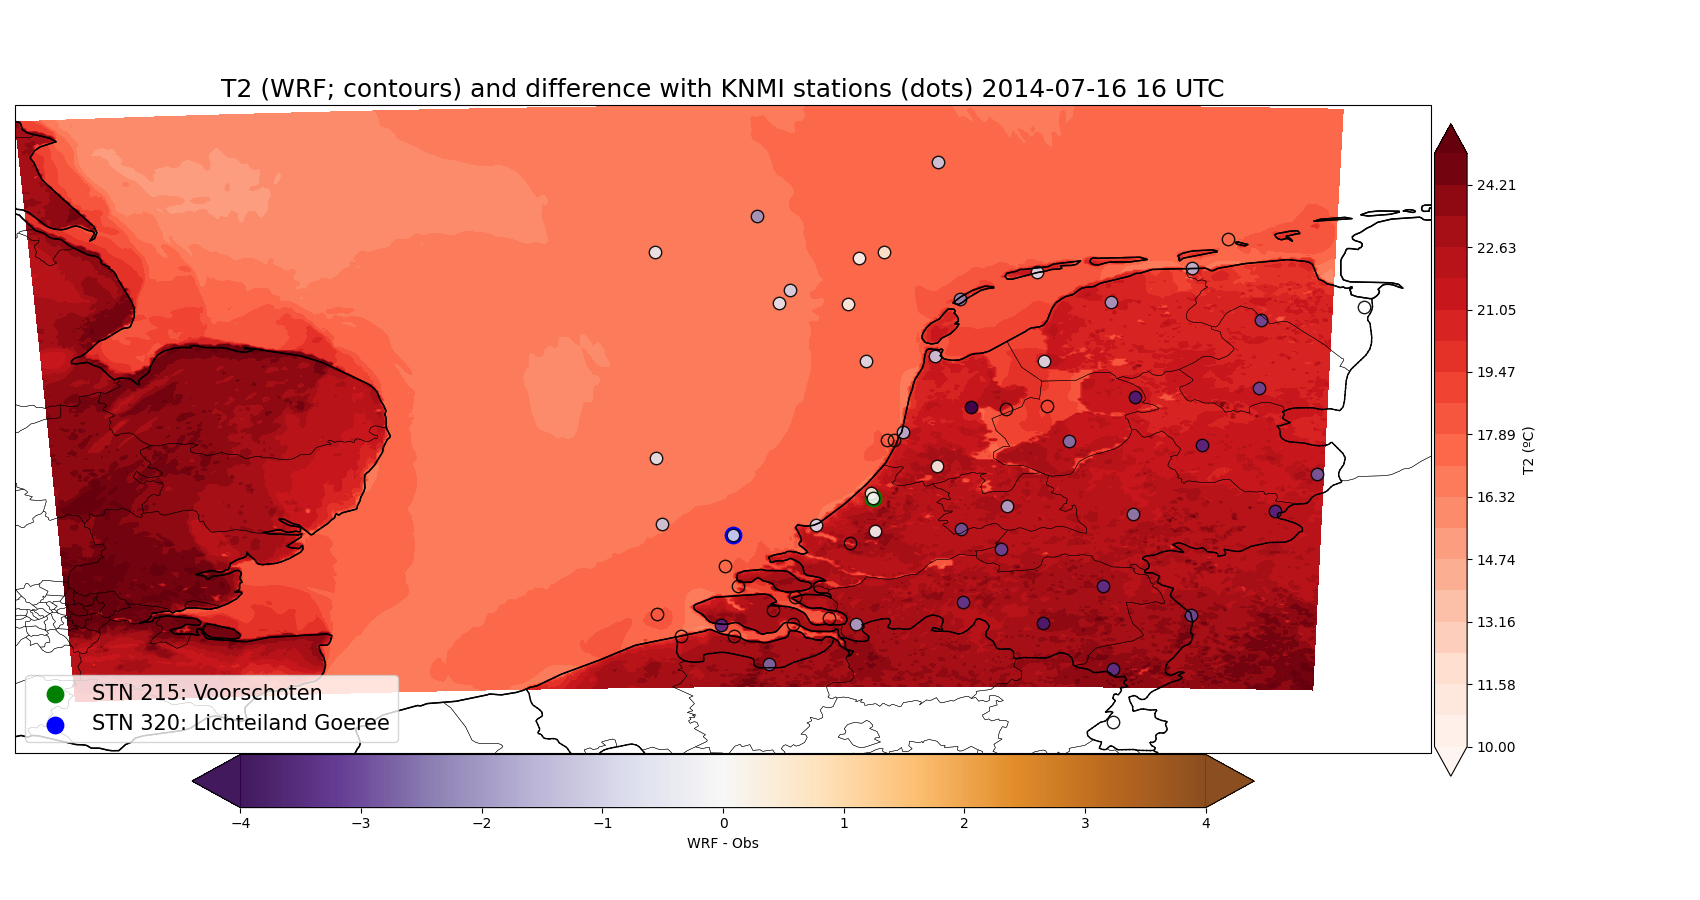 T2 (WRF; contours) and difference with KNMI stations (dots) 2014-07-16 16 UTC
24.21
22.63
21.05
19.47
17.89
16.32
14.74
13.16
11.58
10.00
T2 (ºC)
STN 215: Voorschoten
STN 320: Lichteiland Goeree
−4 −3 −2 −1 0 1 2 3 4
WRF - Obs